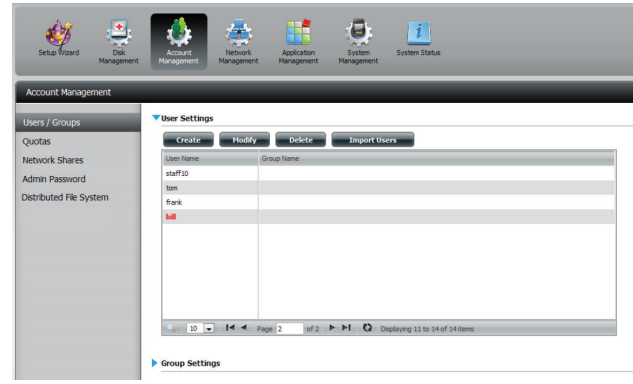 Setup Wizard
Disk Management
Account Management
Network Management
Application Management
System Management
System Status
Account Management
Users / Groups
Quotas
Network Shares
Admin Password
Distributed File System
User Settings
Create Modify Delete Import Users
User Name Group Name
staff10
tom
frank
bill
10 Page 2 of 2 Displaying 11 to 14 of 14 items
Group Settings